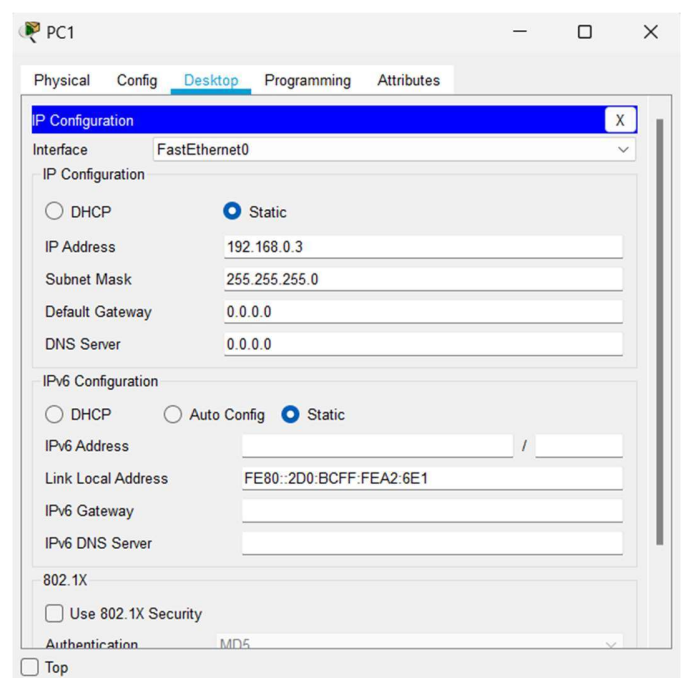 PC1
Physical Config Desktop Programming Attributes
IP Configuration X
Interface FastEthernet0
IP Configuration
DHCP Static
IP Address 192.168.0.3
Subnet Mask 255.255.255.0
Default Gateway 0.0.0.0
DNS Server 0.0.0.0
IPv6 Configuration
DHCP Auto Config Static
IPv6 Address /
Link Local Address FE80::2D0:BCFF:FEA2:6E1
IPv6 Gateway
IPv6 DNS Server
802.1X
Use 802.1X Security
Authentication MD5
Top